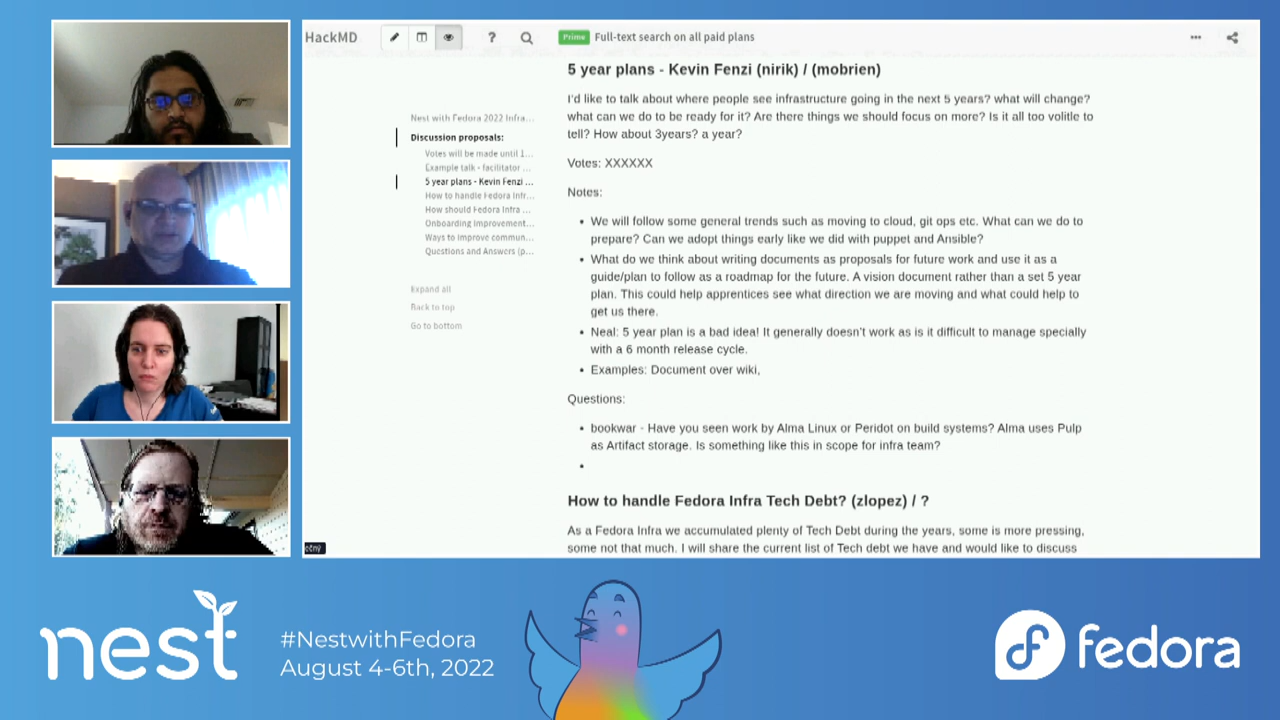 HackMD
Prime Full-text search on all paid plans
Nest with Fedora 2022 Infra...
Discussion proposals:
Votes will be made until 1...
Example talk - facilitator ...
5 year plans - Kevin Fenzi ...
How to handle Fedora Infr...
How should Fedora Infra ...
Onboarding improvement...
Ways to improve commun...
Questions and Answers (p...
Expand all
Back to top
Go to bottom
5 year plans - Kevin Fenzi (nirik) / (mobrien)
I'd like to talk about where people see infrastructure going in the next 5 years? what will change?
what can we do to be ready for it? Are there things we should focus on more? Is it all too volitle to
tell? How about 3years? a year?
Votes: XXXXXX
Notes:
• We will follow some general trends such as moving to cloud, git ops etc. What can we do to
prepare? Can we adopt things early like we did with puppet and Ansible?
• What do we think about writing documents as proposals for future work and use it as a
guide/plan to follow as a roadmap for the future. A vision document rather than a set 5 year
plan. This could help apprentices see what direction we are moving and what could help to
get us there.
• Neal: 5 year plan is a bad idea! It generally doesn't work as is it difficult to manage specially
with a 6 month release cycle.
• Examples: Document over wiki,
Questions:
• bookwar - Have you seen work by Alma Linux or Peridot on build systems? Alma uses Pulp
as Artifact storage. Is something like this in scope for infra team?
•
How to handle Fedora Infra Tech Debt? (zlopez) / ?
As a Fedora Infra we accumulated plenty of Tech Debt during the years, some is more pressing,
some not that much. I will share the current list of Tech debt we have and would like to discuss
ečný
nest
#NestwithFedora
August 4-6th, 2022
fedora